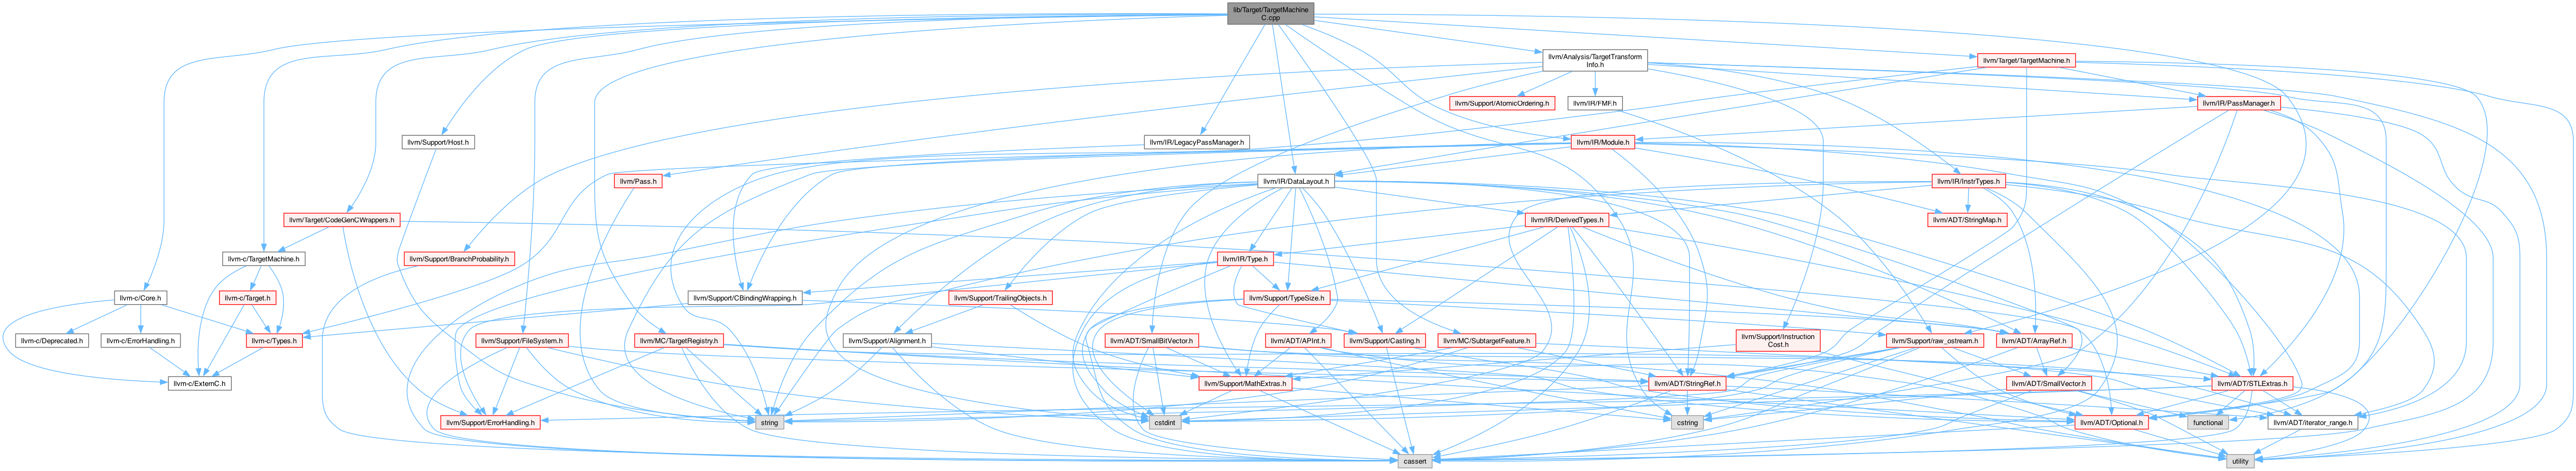 lib/Target/TargetMachine
C.cpp
llvm/Analysis/TargetTransform
Info.h
llvm/Target/TargetMachine.h
llvm/Support/AtomicOrdering.h
llvm/IR/FMF.h
llvm/IR/PassManager.h
llvm/Support/Host.h
llvm/IR/LegacyPassManager.h
llvm/IR/Module.h
llvm/Pass.h
llvm/IR/DataLayout.h
llvm/IR/InstrTypes.h
llvm/Target/CodeGenCWrappers.h
llvm/IR/DerivedTypes.h
llvm/ADT/StringMap.h
llvm-c/TargetMachine.h
llvm/Support/BranchProbability.h
llvm/IR/Type.h
llvm-c/Core.h
llvm-c/Target.h
llvm/Support/CBindingWrapping.h
llvm/Support/TrailingObjects.h
llvm/Support/TypeSize.h
llvm-c/Deprecated.h
llvm-c/ErrorHandling.h
llvm-c/Types.h
llvm/Support/FileSystem.h
llvm/MC/TargetRegistry.h
llvm/Support/Alignment.h
llvm/ADT/SmallBitVector.h
llvm/ADT/APInt.h
llvm/Support/Casting.h
llvm/MC/SubtargetFeature.h
llvm/Support/Instruction
Cost.h
llvm/Support/raw_ostream.h
llvm/ADT/ArrayRef.h
llvm-c/ExternC.h
llvm/Support/MathExtras.h
llvm/ADT/StringRef.h
llvm/ADT/SmallVector.h
llvm/ADT/STLExtras.h
llvm/Support/ErrorHandling.h
string
cstdint
cstring
llvm/ADT/Optional.h
functional
llvm/ADT/iterator_range.h
cassert
utility